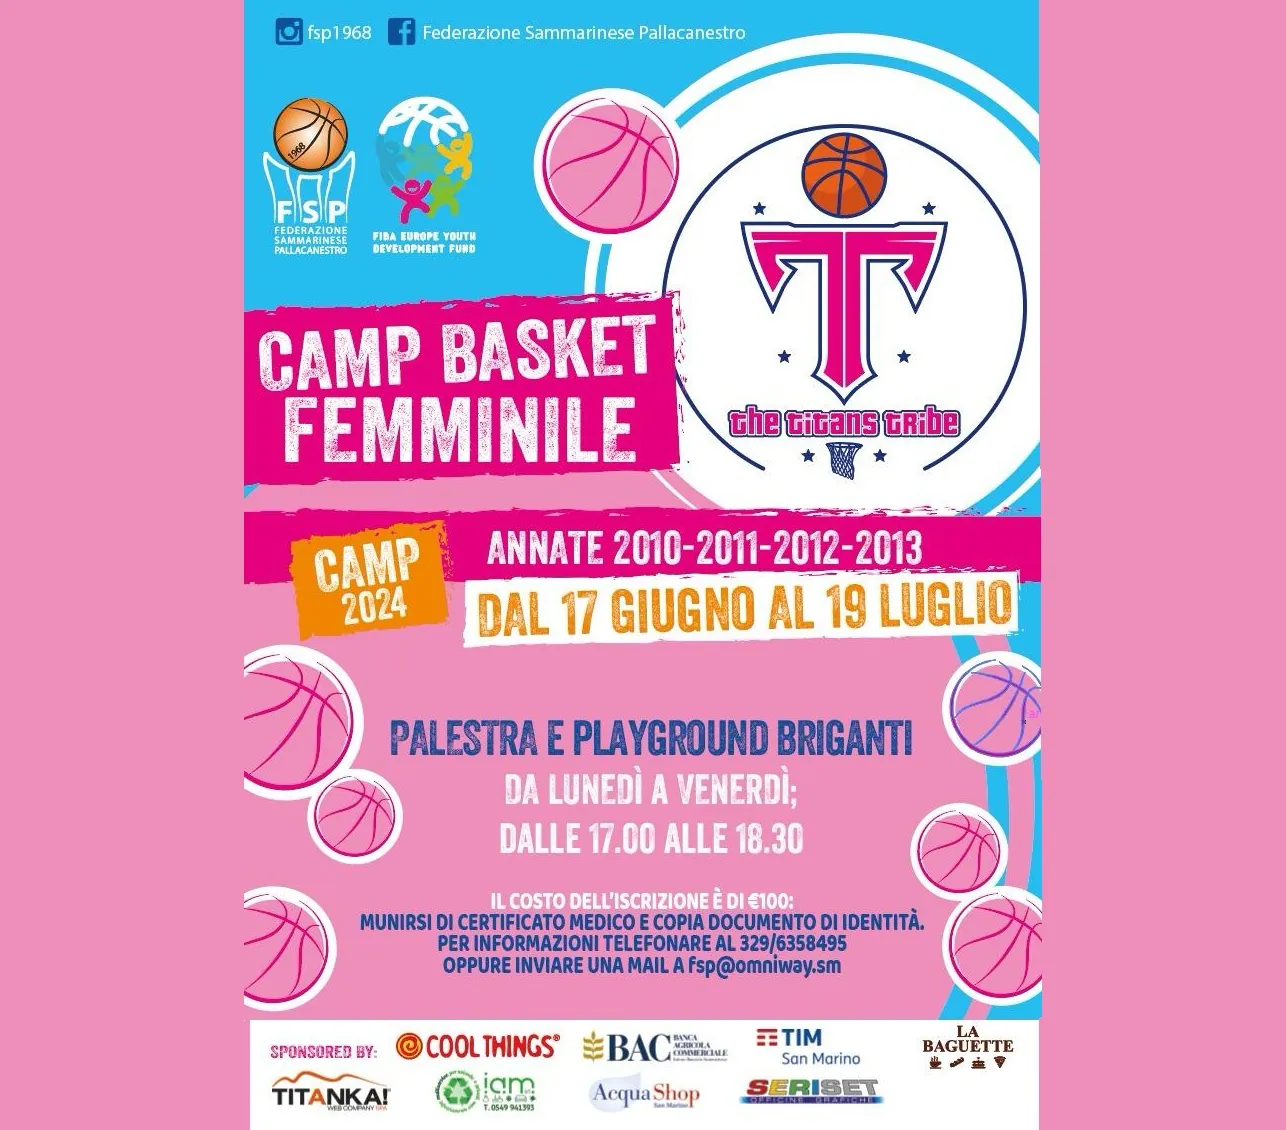 fsp1968 Federazione Sammarinese Pallacanestro
1968
FSP
FEDERAZIONE
SAMMARINESE
PALLACANESTRO
FIBA EUROPE YOUTH
DEVELOPMENT FUND
T
the titans tribe
CAMP BASKET
FEMMINILE
CAMP
2024
ANNATE 2010-2011-2012-2013
DAL 17 GIUGNO AL 19 LUGLIO
PALESTRA E PLAYGROUND BRIGANTI
DA LUNEDÌ A VENERDÌ;
DALLE 17.00 ALLE 18.30
IL COSTO DELL'ISCRIZIONE È DI €100:
MUNIRSI DI CERTIFICATO MEDICO E COPIA DOCUMENTO DI IDENTITÀ.
PER INFORMAZIONI TELEFONARE AL 329/6358495
OPPURE INVIARE UNA MAIL A fsp@omniway.sm
SPONSORED BY:
COOL THINGS®
BAC BANCA
AGRICOLA
COMMERCIALE
TIM
San Marino
LA
BAGUETTE
TITANKA!
WEB COMPANY SPA
iam
T. 0549 941393
Acqua Shop
San Marino
SERISET
OFFICINE GRAFICHE